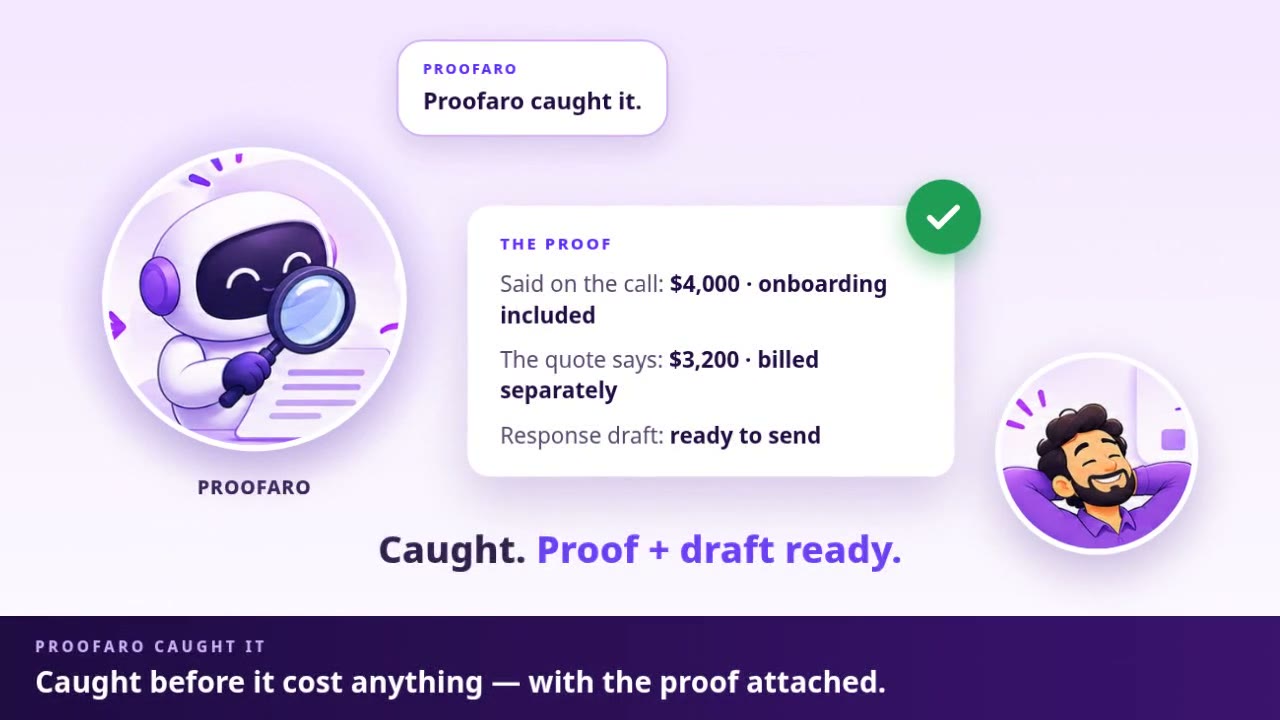 PROOFARO
Proofaro caught it.
THE PROOF
Said on the call: $4,000 · onboarding
included
The quote says: $3,200 · billed
separately
Response draft: ready to send
PROOFARO
Caught. Proof + draft ready.
PROOFARO CAUGHT IT
Caught before it cost anything — with the proof attached.